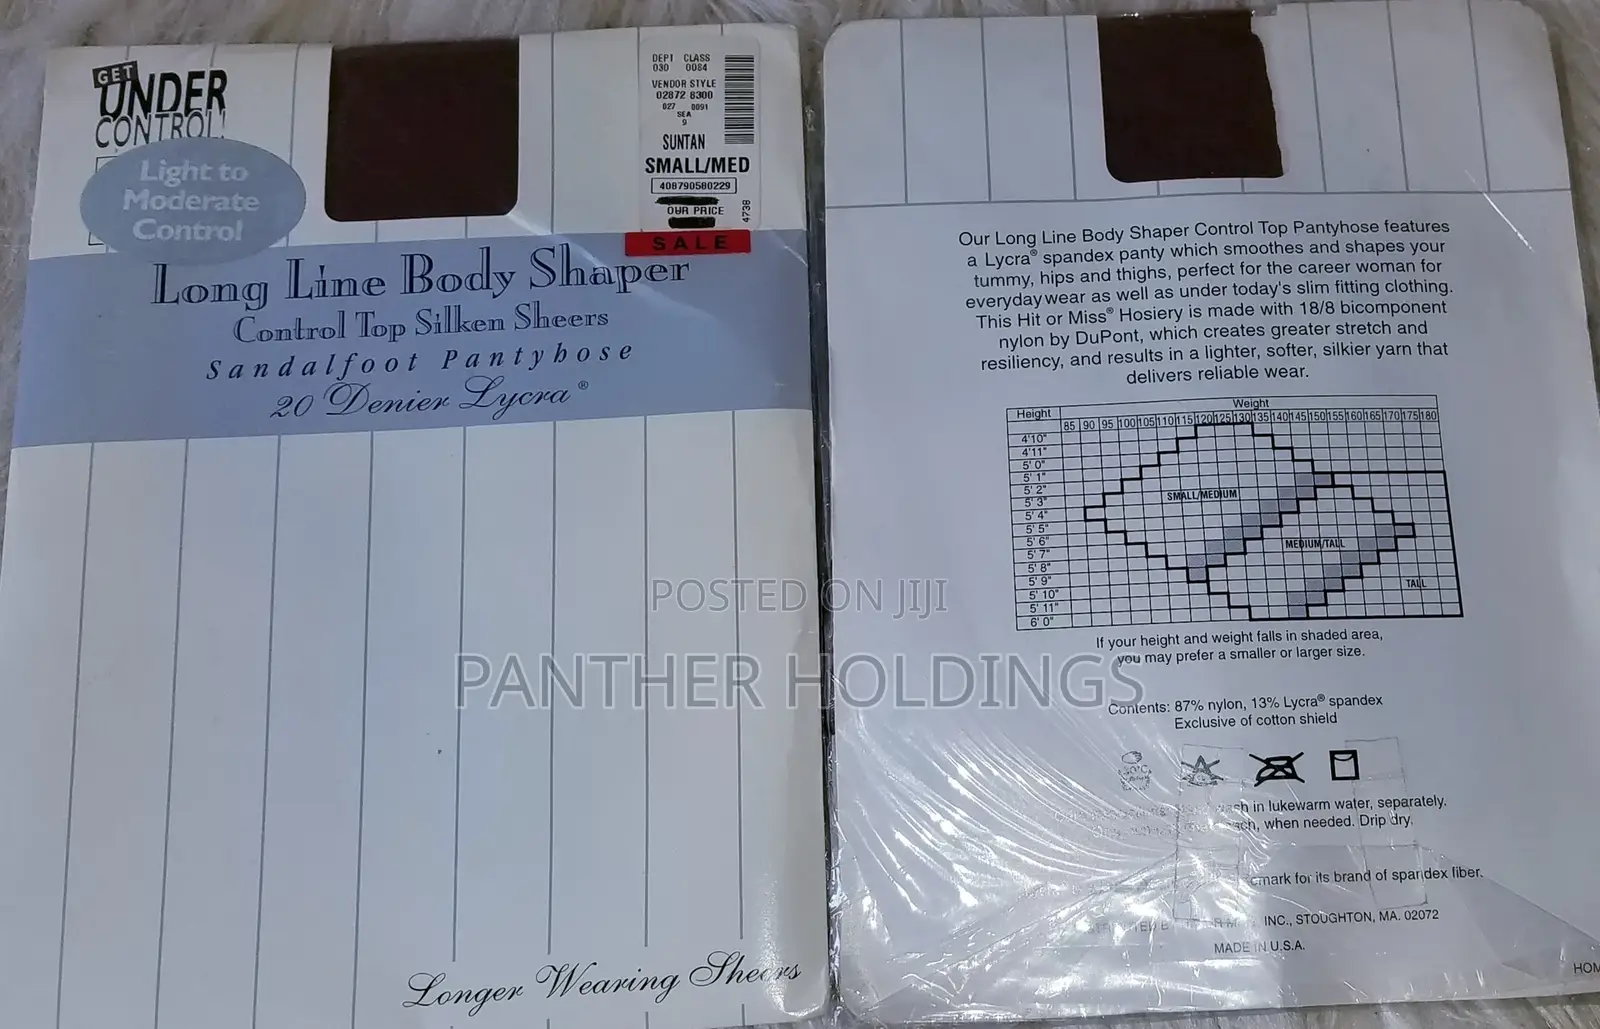 GET
UNDER
CONTROL!
Light to
Moderate
Control
DEPT CLASS
030 0084
VENDOR STYLE
02872 8300
027 0091
SEA
9
SUNTAN
SMALL/MED
408790580229
OUR PRICE
4738
SALE
Long Line Body Shaper
Control Top Silken Sheers
Sandalfoot Pantyhose
20 Denier Lycra®
Longer Wearing Sheers
Our Long Line Body Shaper Control Top Pantyhose features
a Lycra® spandex panty which smoothes and shapes your
tummy, hips and thighs, perfect for the career woman for
everyday wear as well as under today's slim fitting clothing.
This Hit or Miss® Hosiery is made with 18/8 bicomponent
nylon by DuPont, which creates greater stretch and
resiliency, and results in a lighter, softer, silkier yarn that
delivers reliable wear.
Weight
Height 85 90 95 100 105 110 115 120 125 130 135 140 145 150 155 160 165 170 175 180
4'10"
4'11"
5' 0"
5' 1"
5' 2"
5' 3"
5' 4"
5' 5"
5' 6"
5' 7"
5' 8"
5' 9"
5' 10"
5' 11"
6' 0"
SMALL/MEDIUM
MEDIUM/TALL
TALL
If your height and weight falls in shaded area,
you may prefer a smaller or larger size.
Contents: 87% nylon, 13% Lycra® spandex
Exclusive of cotton shield
in lukewarm water, separately.
when needed. Drip dry.
for its brand of spandex fiber.
INC., STOUGHTON, MA. 02072
MADE IN U.S.A.
POSTED ON JIJI
PANTHER HOLDINGS